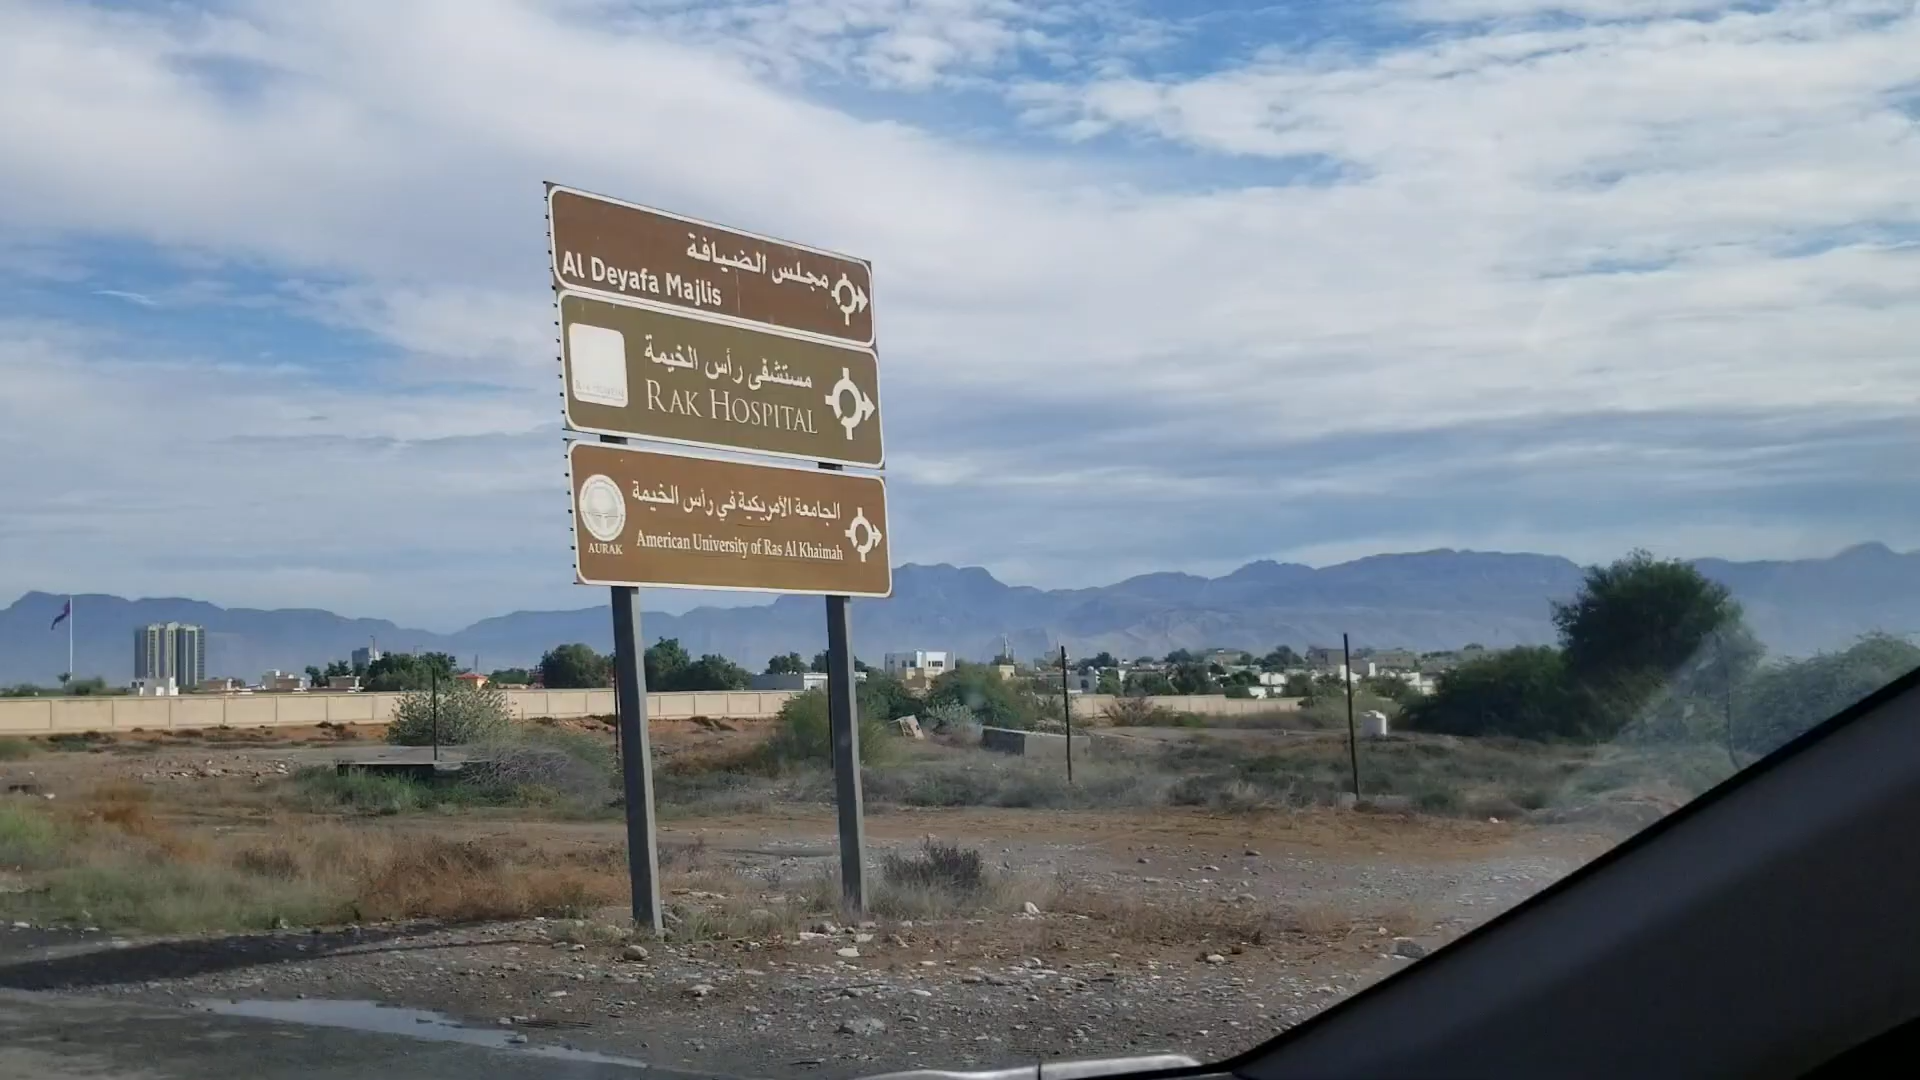 مجلس الضيافة
Al Deyafa Majlis
مستشفى رأس الخيمة
RAK HOSPITAL
الجامعة الأمريكية في رأس الخيمة
American University of Ras Al Khaimah
AURAK